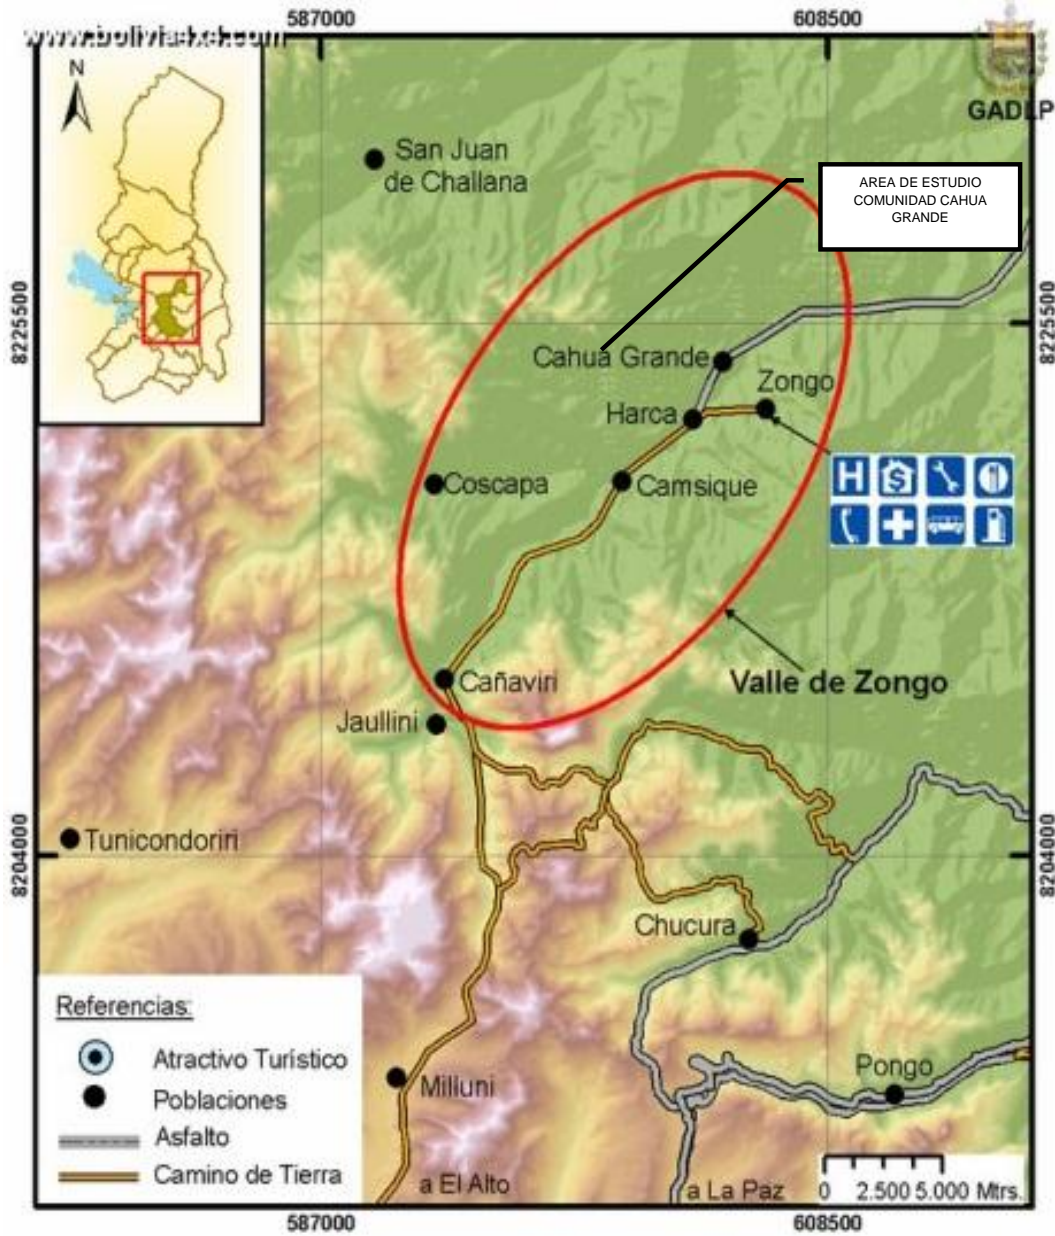 587000
608500
www.bolivia4x4.com
N
GADLP
San Juan
de Challana
AREA DE ESTUDIO
COMUNIDAD CAHUA
GRANDE
8225500
8225500
Cahua Grande
Zongo
Harca
H
$
Coscapa
Camsique
Cañaviri
Valle de Zongo
Jaullini
Tunicondoriri
8204000
8204000
Chucura
Referencias:
Atractivo Turístico
Poblaciones
Asfalto
Camino de Tierra
Milluni
Pongo
a El Alto
a La Paz
0 2.500 5.000 Mtrs.
587000
608500